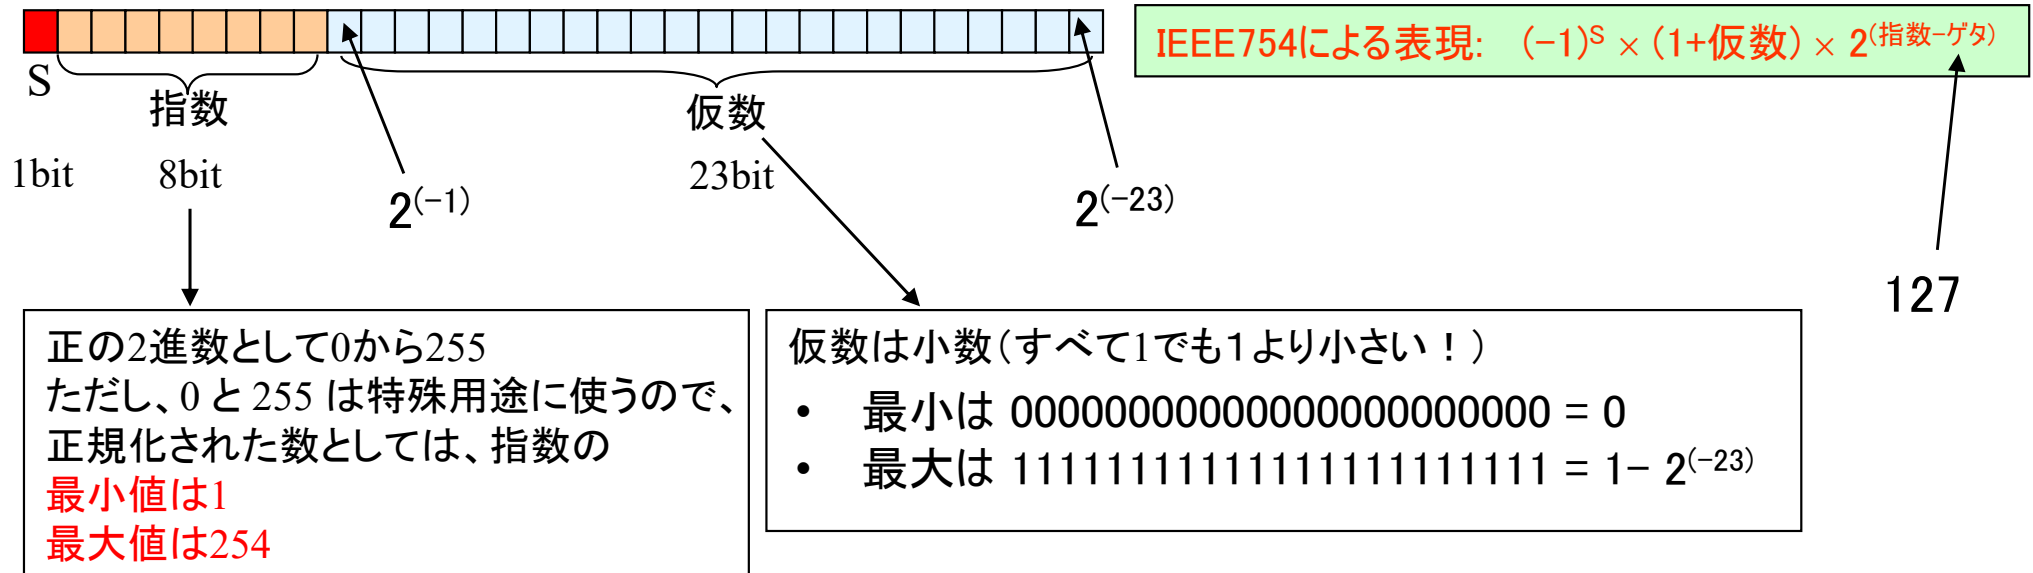 IEEE754による表現: (-1)^S × (1+仮数) × 2^(指数-ゲタ)
S
指数
仮数
1bit 8bit 23bit
2^(-1) 2^(-23)
127
正の2進数として0から255
ただし、0 と 255 は特殊用途に使うので、
正規化された数としては、指数の
最小値は1
最大値は254
仮数は小数(すべて1でも1より小さい！)
• 最小は 00000000000000000000000 = 0
• 最大は 11111111111111111111111 = 1- 2^(-23)